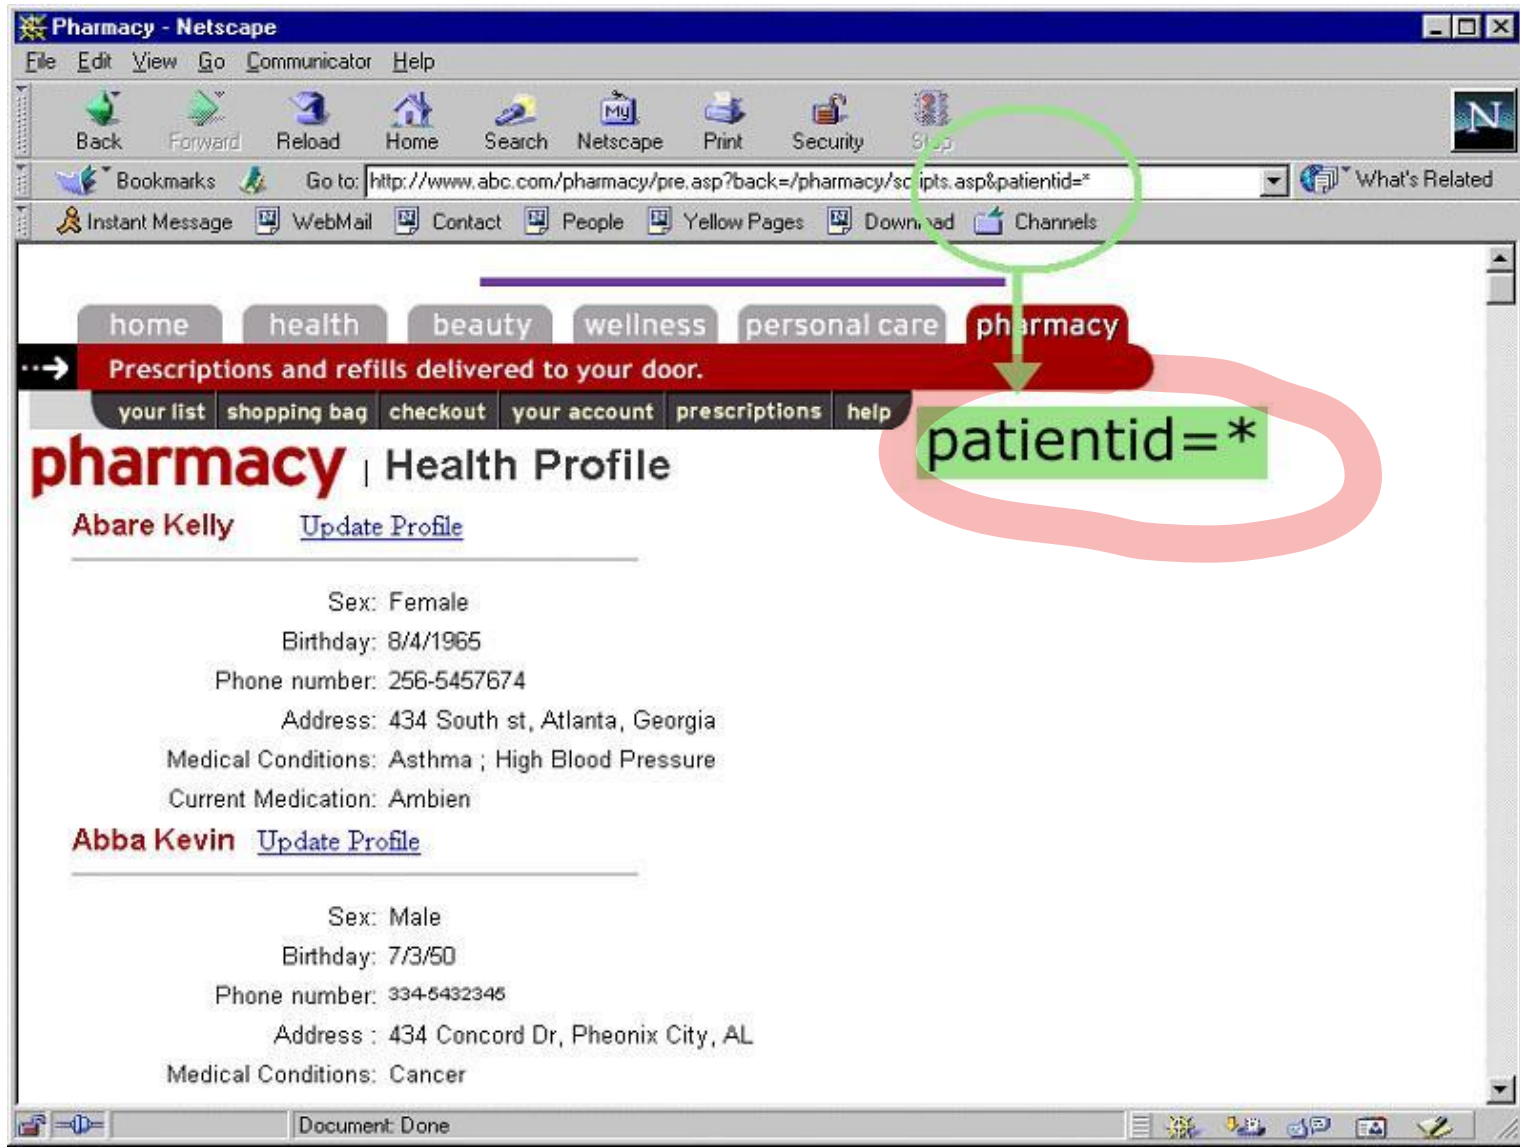 Pharmacy - Netscape
File Edit View Go Communicator Help
Back Forward Reload Home Search Netscape Print Security Stop
My
N
Bookmarks Go to: http://www.abc.com/pharmacy/pre.asp?back=/pharmacy/scripts.asp&patientid=* What's Related
Instant Message WebMail Contact People Yellow Pages Download Channels
home health beauty wellness personal care pharmacy
Prescriptions and refills delivered to your door.
your list shopping bag checkout your account prescriptions help
patientid=*
pharmacy | Health Profile
Abare Kelly Update Profile
Sex: Female
Birthday: 8/4/1965
Phone number: 256-5457674
Address: 434 South st, Atlanta, Georgia
Medical Conditions: Asthma ; High Blood Pressure
Current Medication: Ambien
Abba Kevin Update Profile
Sex: Male
Birthday: 7/3/50
Phone number: 334-5432345
Address : 434 Concord Dr, Pheonix City, AL
Medical Conditions: Cancer
Document: Done